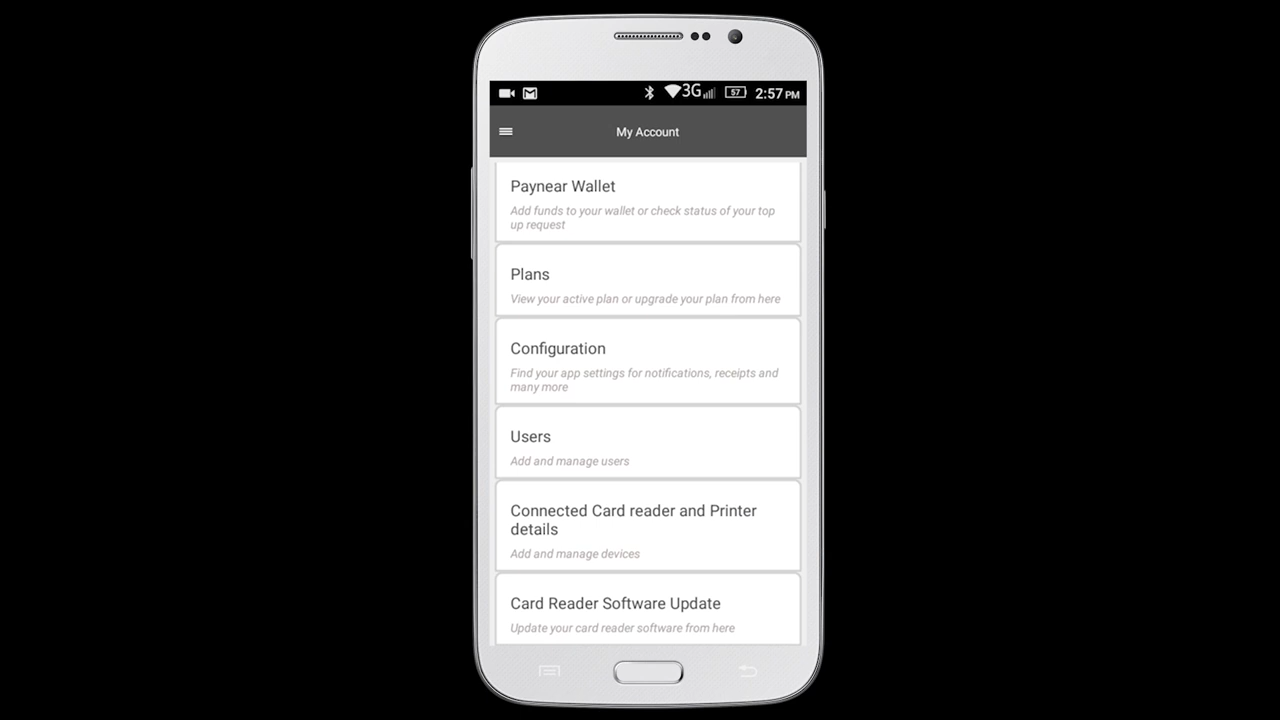 3G 57 2:57 PM
My Account
Paynear Wallet
Add funds to your wallet or check status of your top
up request
Plans
View your active plan or upgrade your plan from here
Configuration
Find your app settings for notifications, receipts and
many more
Users
Add and manage users
Connected Card reader and Printer
details
Add and manage devices
Card Reader Software Update
Update your card reader software from here